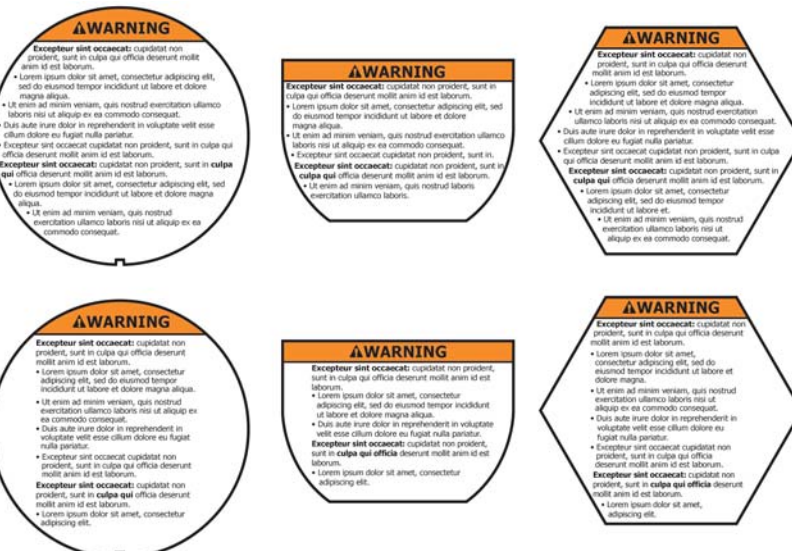 WARNING
Excepteur sint occaecat: cupidatat non
proident, sunt in culpa qui officia deserunt mollit
anim id est laborum.
• Lorem ipsum dolor sit amet, consectetur adipiscing elit,
sed do eiusmod tempor incididunt ut labore et dolore
magna aliqua.
• Ut enim ad minim veniam, quis nostrud exercitation ullamco
laboris nisi ut aliquip ex ea commodo consequat.
• Duis aute irure dolor in reprehenderit in voluptate velit esse
cillum dolore eu fugiat nulla pariatur.
• Excepteur sint occaecat cupidatat non proident, sunt in culpa qui
officia deserunt mollit anim id est laborum.
Excepteur sint occaecat: cupidatat non proident, sunt in culpa
qui officia deserunt mollit anim id est laborum.
• Lorem ipsum dolor sit amet, consectetur adipiscing elit, sed
do eiusmod tempor incididunt ut labore et dolore magna
aliqua.
• Ut enim ad minim veniam, quis nostrud
exercitation ullamco laboris nisi ut aliquip ex ea
commodo consequat.
WARNING
Excepteur sint occaecat: cupidatat non proident, sunt in
culpa qui officia deserunt mollit anim id est laborum.
• Lorem ipsum dolor sit amet, consectetur adipiscing elit, sed
do eiusmod tempor incididunt ut labore et dolore
magna aliqua.
• Ut enim ad minim veniam, quis nostrud exercitation ullamco
laboris nisi ut aliquip ex ea commodo consequat.
• Excepteur sint occaecat cupidatat non proident, sunt in.
Excepteur sint occaecat: cupidatat non proident, sunt in
culpa qui officia deserunt mollit anim id est laborum.
• Ut enim ad minim veniam, quis nostrud laboris
exercitation ullamco laboris.
WARNING
Excepteur sint occaecat: cupidatat non
proident, sunt in culpa qui officia deserunt
mollit anim id est laborum.
• Lorem ipsum dolor sit amet, consectetur
adipiscing elit, sed do eiusmod tempor
incididunt ut labore et dolore magna aliqua.
• Ut enim ad minim veniam, quis nostrud exercitation
ullamco laboris nisi ut aliquip ex ea commodo consequat.
• Duis aute irure dolor in reprehenderit in voluptate velit esse
cillum dolore eu fugiat nulla pariatur.
• Excepteur sint occaecat cupidatat non proident, sunt in culpa
qui officia deserunt mollit anim id est laborum.
Excepteur sint occaecat: cupidatat non proident, sunt in
culpa qui officia deserunt mollit anim id est laborum.
• Lorem ipsum dolor sit amet, consectetur
adipiscing elit, sed do eiusmod tempor
incididunt ut labore et.
• Ut enim ad minim veniam, quis nostrud
exercitation ullamco laboris nisi ut
aliquip ex ea commodo consequat.
WARNING
Excepteur sint occaecat: cupidatat non
proident, sunt in culpa qui officia deserunt
mollit anim id est laborum.
• Lorem ipsum dolor sit amet, consectetur
adipiscing elit, sed do eiusmod tempor
incididunt ut labore et dolore magna aliqua.
• Ut enim ad minim veniam, quis nostrud
exercitation ullamco laboris nisi ut aliquip ex
ea commodo consequat.
• Duis aute irure dolor in reprehenderit in
voluptate velit esse cillum dolore eu fugiat
nulla pariatur.
• Excepteur sint occaecat cupidatat non
proident, sunt in culpa qui officia deserunt
mollit anim id est laborum.
Excepteur sint occaecat: cupidatat non
proident, sunt in culpa qui officia deserunt
mollit anim id est laborum.
• Lorem ipsum dolor sit amet, consectetur
adipiscing elit.
WARNING
Excepteur sint occaecat: cupidatat non proident,
sunt in culpa qui officia deserunt mollit anim id est
laborum.
• Lorem ipsum dolor sit amet, consectetur
adipiscing elit, sed do eiusmod tempor incididunt
ut labore et dolore magna aliqua.
• Duis aute irure dolor in reprehenderit in voluptate
velit esse cillum dolore eu fugiat nulla pariatur.
Excepteur sint occaecat: cupidatat non proident,
sunt in culpa qui officia deserunt mollit anim id est
laborum.
• Lorem ipsum dolor sit amet, consectetur
adipiscing elit.
WARNING
Excepteur sint occaecat: cupidatat non
proident, sunt in culpa qui officia deserunt
mollit anim id est laborum.
• Lorem ipsum dolor sit amet,
consectetur adipiscing elit, sed do
eiusmod tempor incididunt ut labore et
dolore magna.
• Ut enim ad minim veniam, quis nostrud
exercitation ullamco laboris nisi ut
aliquip ex ea commodo consequat.
• Duis aute irure dolor in reprehenderit in
voluptate velit esse cillum dolore eu
fugiat nulla pariatur.
• Excepteur sint occaecat cupidatat non
proident, sunt in culpa qui officia
deserunt mollit anim id est laborum.
Excepteur sint occaecat: cupidatat non
proident, sunt in culpa qui officia deserunt
mollit anim id est laborum.
• Lorem ipsum dolor sit amet,
adipiscing elit.